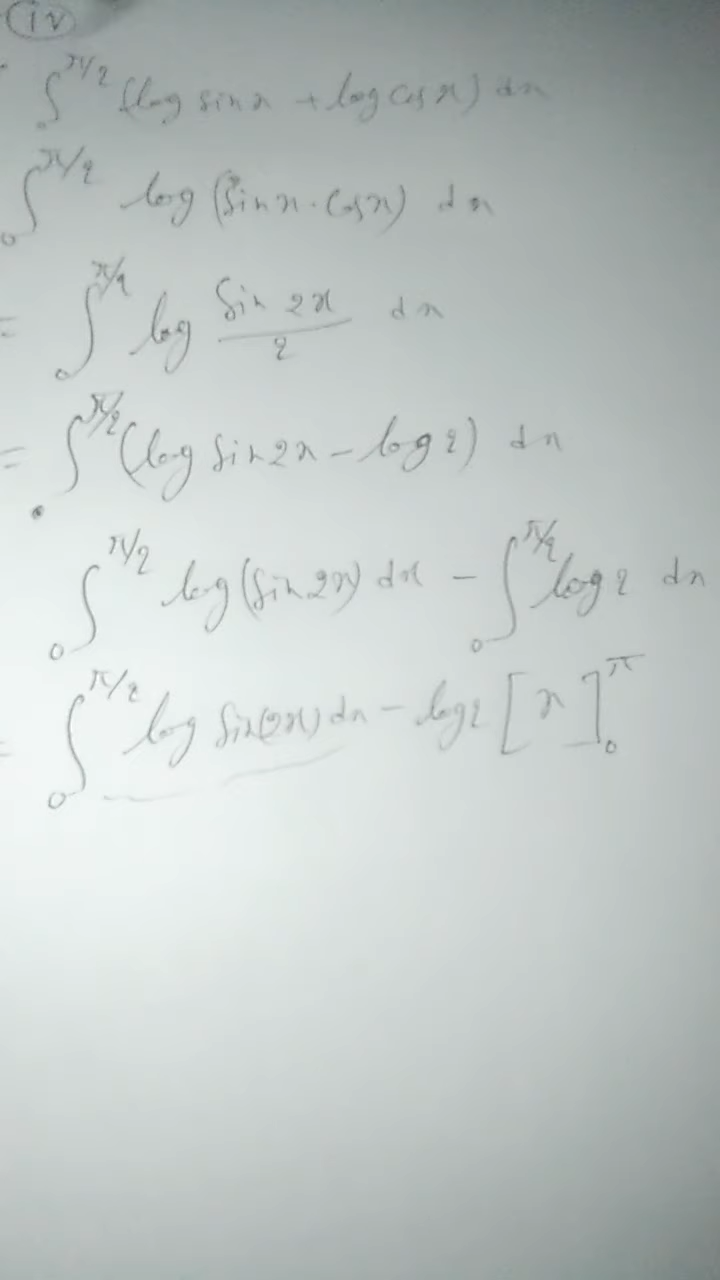 (iv)
∫₀^π/2 (log sin x + log cos x) dx
∫₀^π/2 log (sin x . cos x) dx
= ∫₀^π/2 log sin 2x / 2 dx
= ∫₀^π/2 (log sin 2x - log 2) dx
∫₀^π/2 log (sin 2x) dx - ∫₀^π/2 log 2 dx
= ∫₀^π/2 log sin(2x) dx - log 2 [x]₀^π